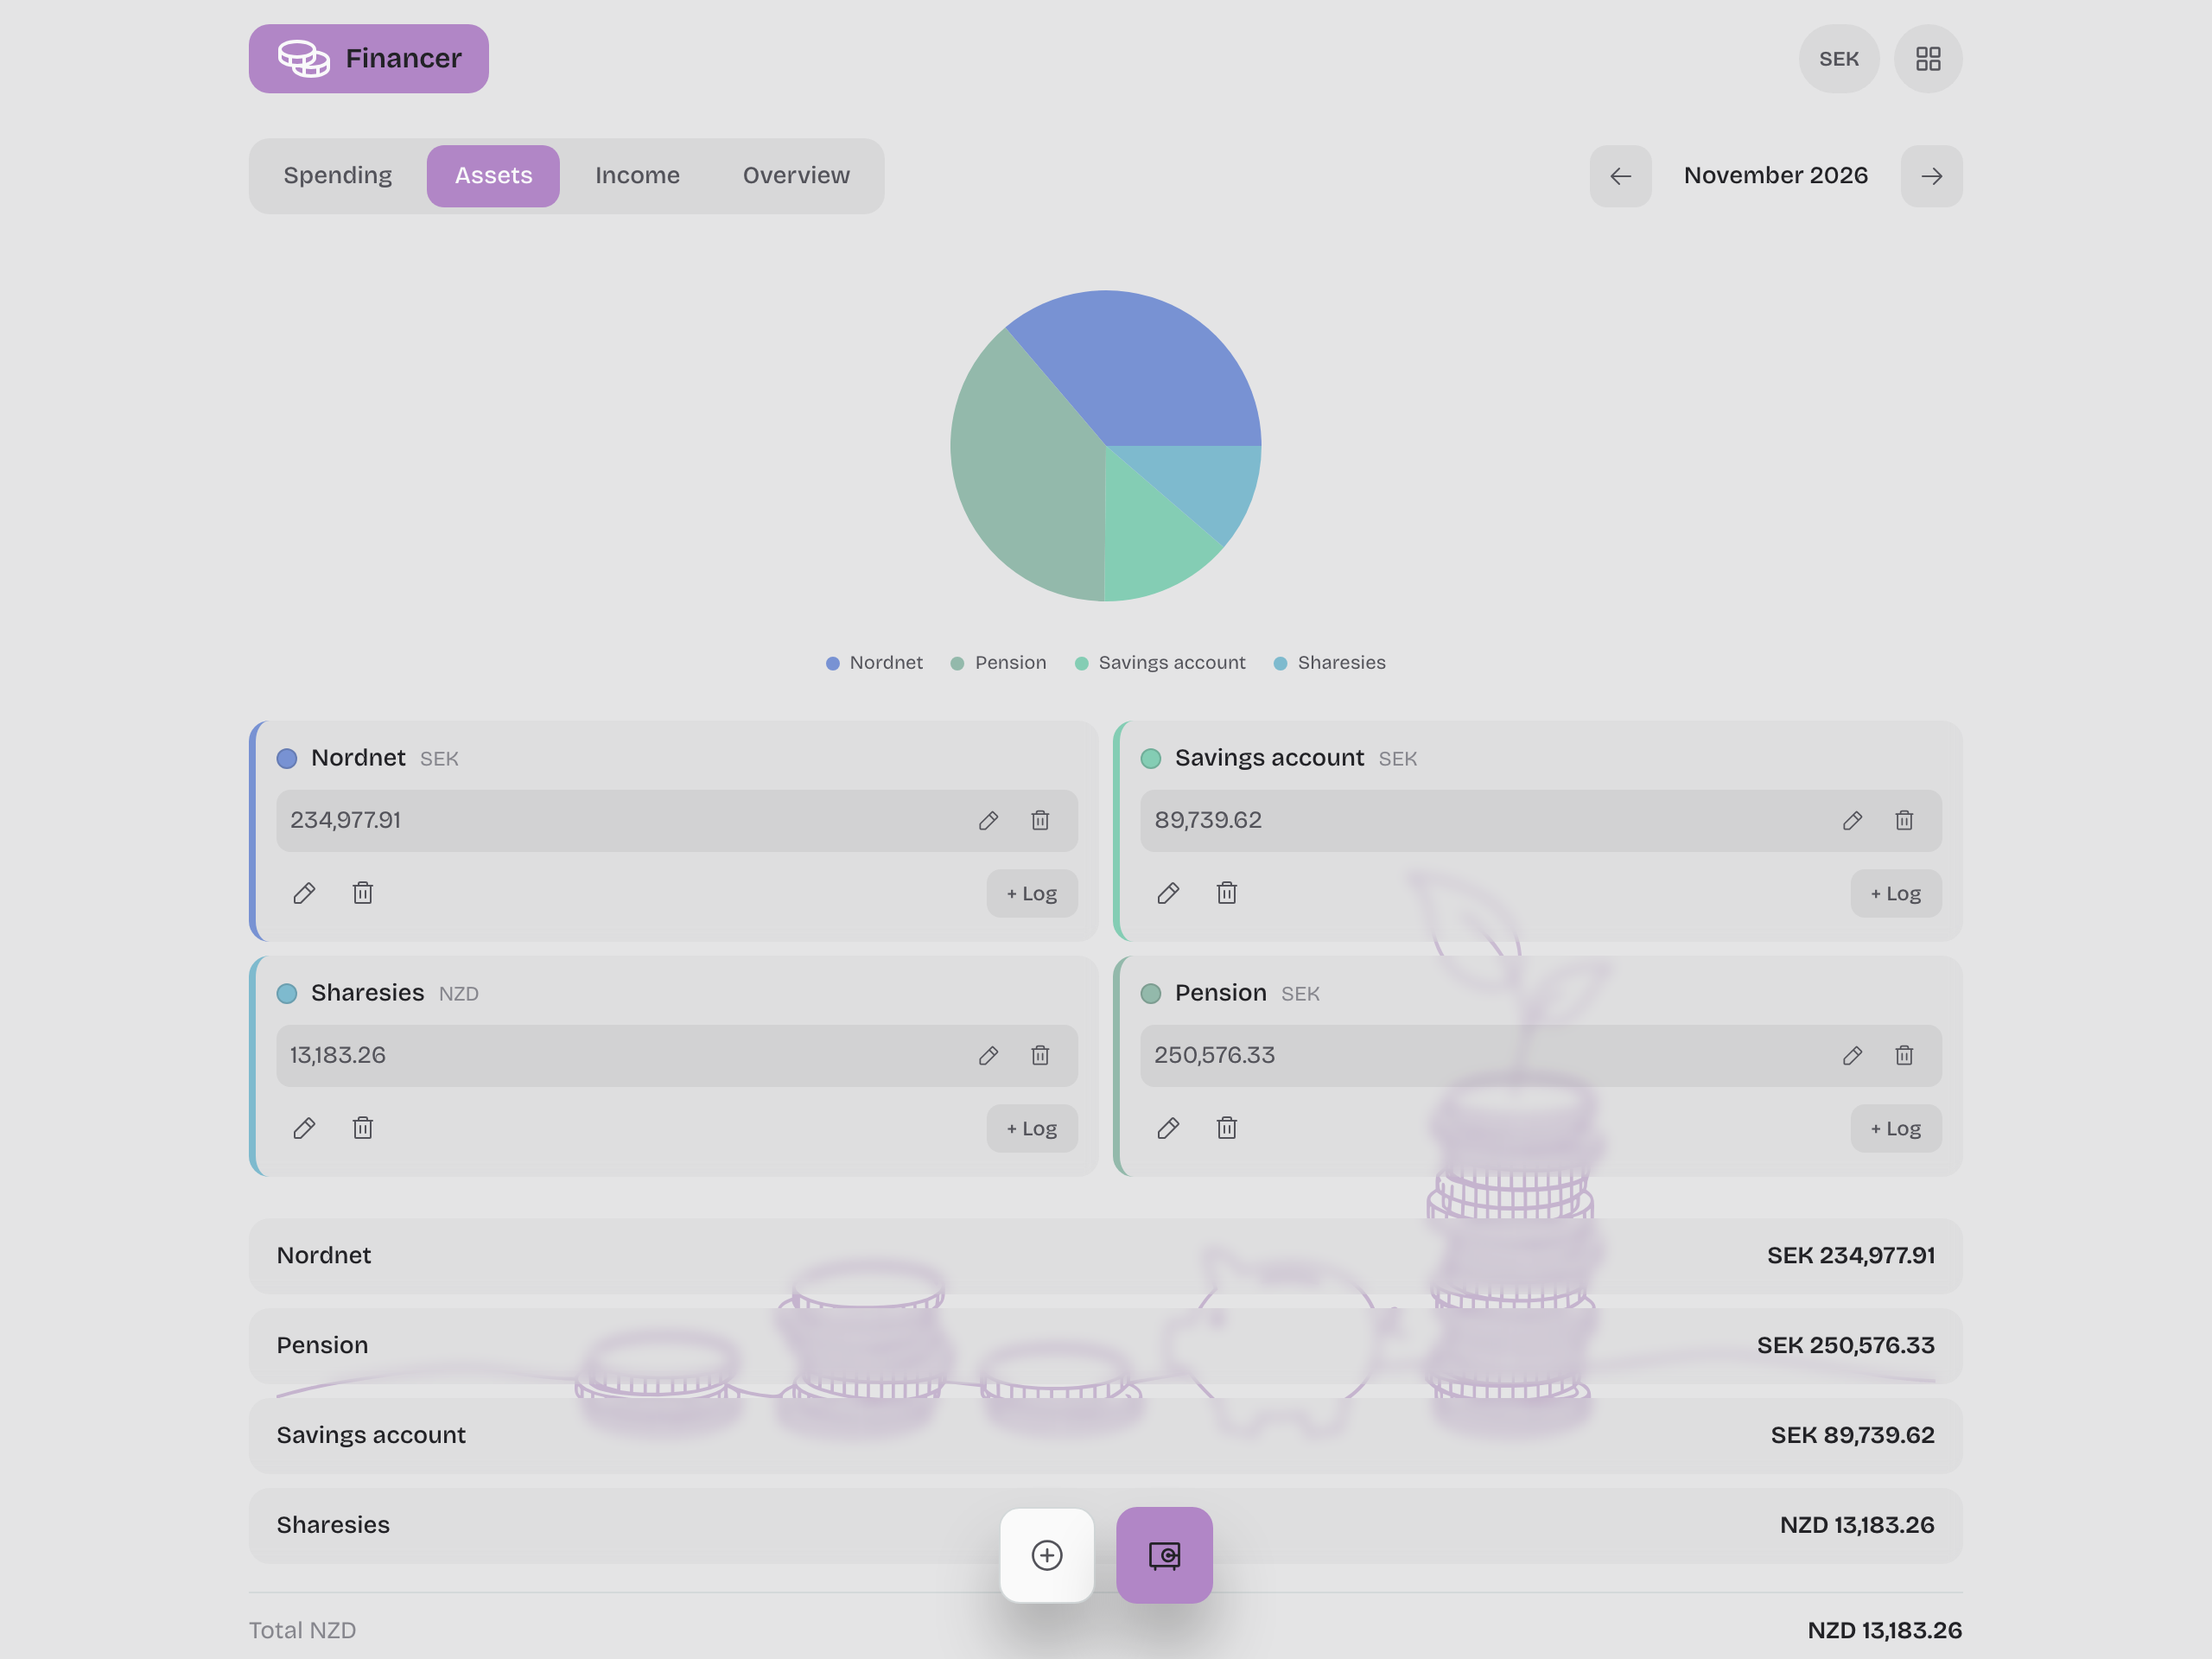 Financer
SEK
Spending Assets Income Overview
November 2026
Nordnet Pension Savings account Sharesies
Nordnet SEK
234,977.91
+ Log
Savings account SEK
89,739.62
+ Log
Sharesies NZD
13,183.26
+ Log
Pension SEK
250,576.33
+ Log
Nordnet SEK 234,977.91
Pension SEK 250,576.33
Savings account SEK 89,739.62
Sharesies NZD 13,183.26
Total NZD NZD 13,183.26